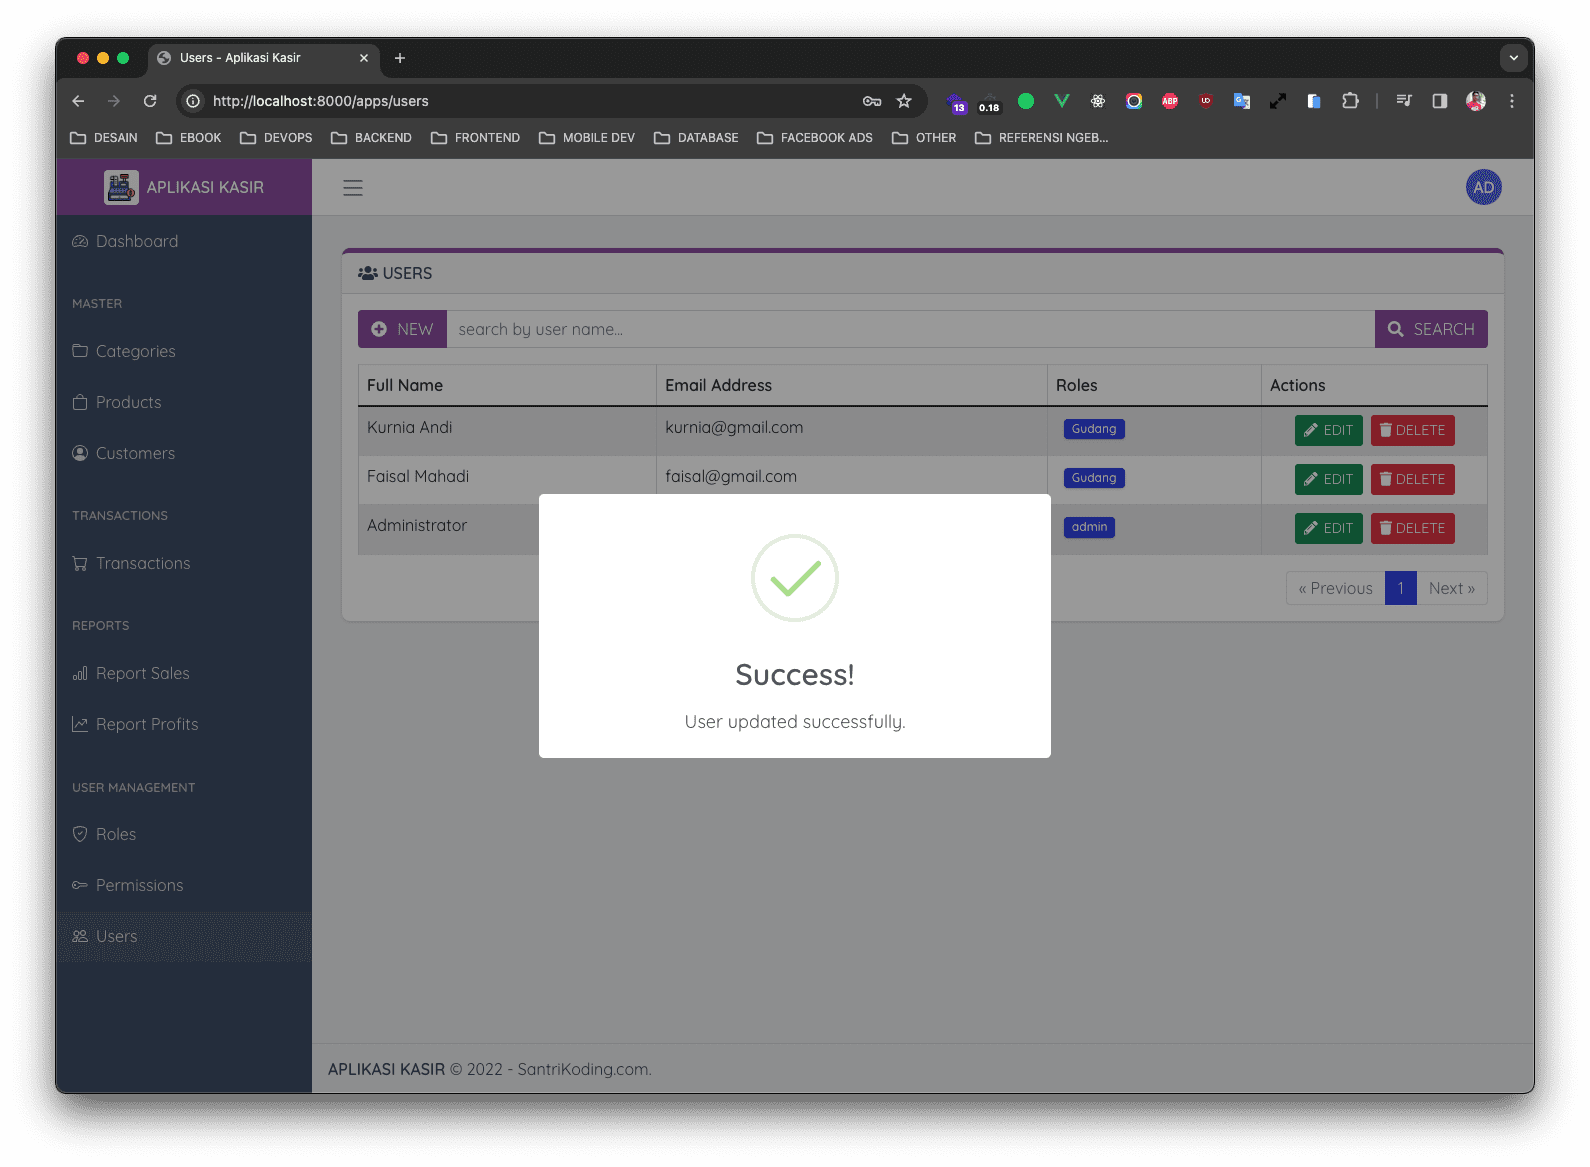 Users - Aplikasi Kasir
http://localhost:8000/apps/users
13
0.18
ABP
DESAIN
EBOOK
DEVOPS
BACKEND
FRONTEND
MOBILE DEV
DATABASE
FACEBOOK ADS
OTHER
REFERENSI NGEB...
APLIKASI KASIR
AD
Dashboard
MASTER
Categories
Products
Customers
TRANSACTIONS
Transactions
REPORTS
Report Sales
Report Profits
USER MANAGEMENT
Roles
Permissions
Users
USERS
NEW
search by user name...
SEARCH
Full Name Email Address Roles Actions
Kurnia Andi kurnia@gmail.com Gudang EDIT DELETE
Faisal Mahadi faisal@gmail.com Gudang EDIT DELETE
Administrator admin EDIT DELETE
« Previous 1 Next »
Success!
User updated successfully.
APLIKASI KASIR © 2022 - SantriKoding.com.